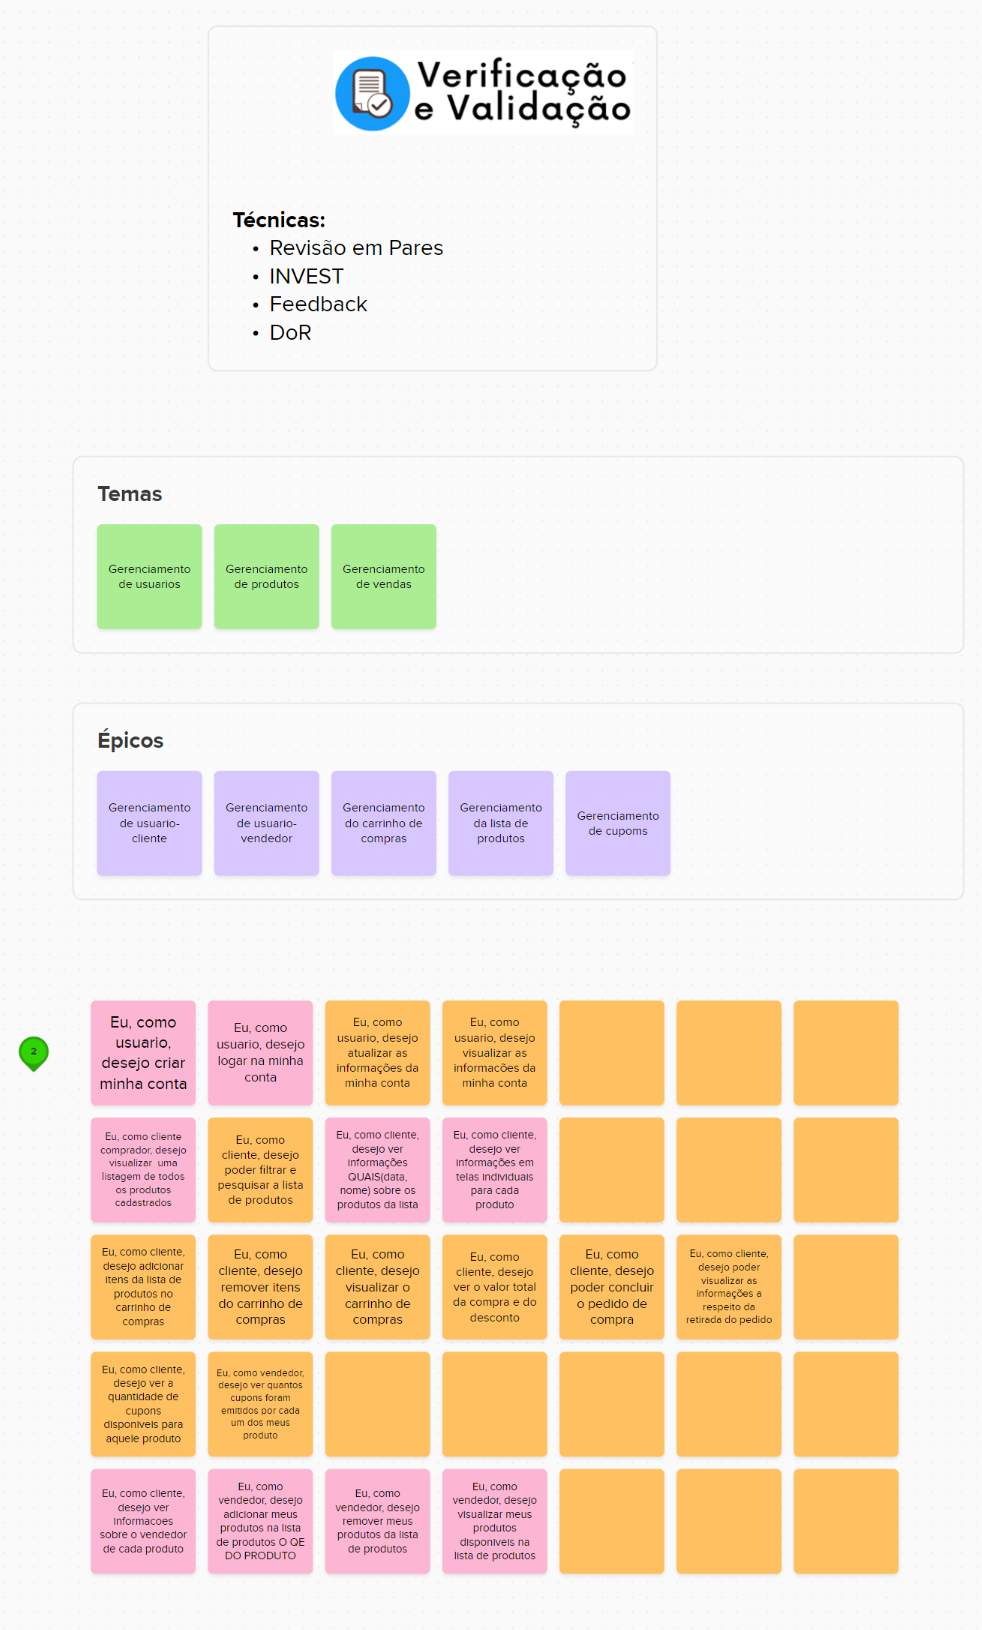 Verificação
e Validação
Técnicas:
• Revisão em Pares
• INVEST
• Feedback
• DoR
Temas
Gerenciamento
de usuarios
Gerenciamento
de produtos
Gerenciamento
de vendas
Épicos
Gerenciamento
de usuario-
cliente
Gerenciamento
de usuario-
vendedor
Gerenciamento
do carrinho de
compras
Gerenciamento
da lista de
produtos
Gerenciamento
de cupoms
2
Eu, como
usuario,
desejo criar
minha conta
Eu, como
usuario, desejo
logar na minha
conta
Eu, como
usuario, desejo
atualizar as
informações da
minha conta
Eu, como
usuario, desejo
visualizar as
informacões da
minha conta
Eu, como cliente
comprador, desejo
visualizar uma
listagem de todos
os produtos
cadastrados
Eu, como
cliente, desejo
poder filtrar e
pesquisar a lista
de produtos
Eu, como cliente,
desejo ver
informações
QUAIS(data,
nome) sobre os
produtos da lista
Eu, como cliente,
desejo ver
informações em
telas individuais
para cada
produto
Eu, como cliente,
desejo adicionar
itens da lista de
produtos no
carrinho de
compras
Eu, como
cliente, desejo
remover itens
do carrinho de
compras
Eu, como
cliente, desejo
visualizar o
carrinho de
compras
Eu, como
cliente, desejo
ver o valor total
da compra e do
desconto
Eu, como
cliente, desejo
poder concluir
o pedido de
compra
Eu, como cliente,
desejo poder
visualizar as
informações a
respeito da
retirada do pedido
Eu, como cliente,
desejo ver a
quantidade de
cupons
disponiveis para
aquele produto
Eu, como vendedor,
desejo ver quantos
cupons foram
emitidos por cada
um dos meus
produto
Eu, como cliente,
desejo ver
informacoes
sobre o vendedor
de cada produto
Eu, como
vendedor, desejo
adicionar meus
produtos na lista
de produtos O QE
DO PRODUTO
Eu, como
vendedor, desejo
remover meus
produtos da lista
de produtos
Eu, como
vendedor, desejo
visualizar meus
produtos
disponiveis na
lista de produtos